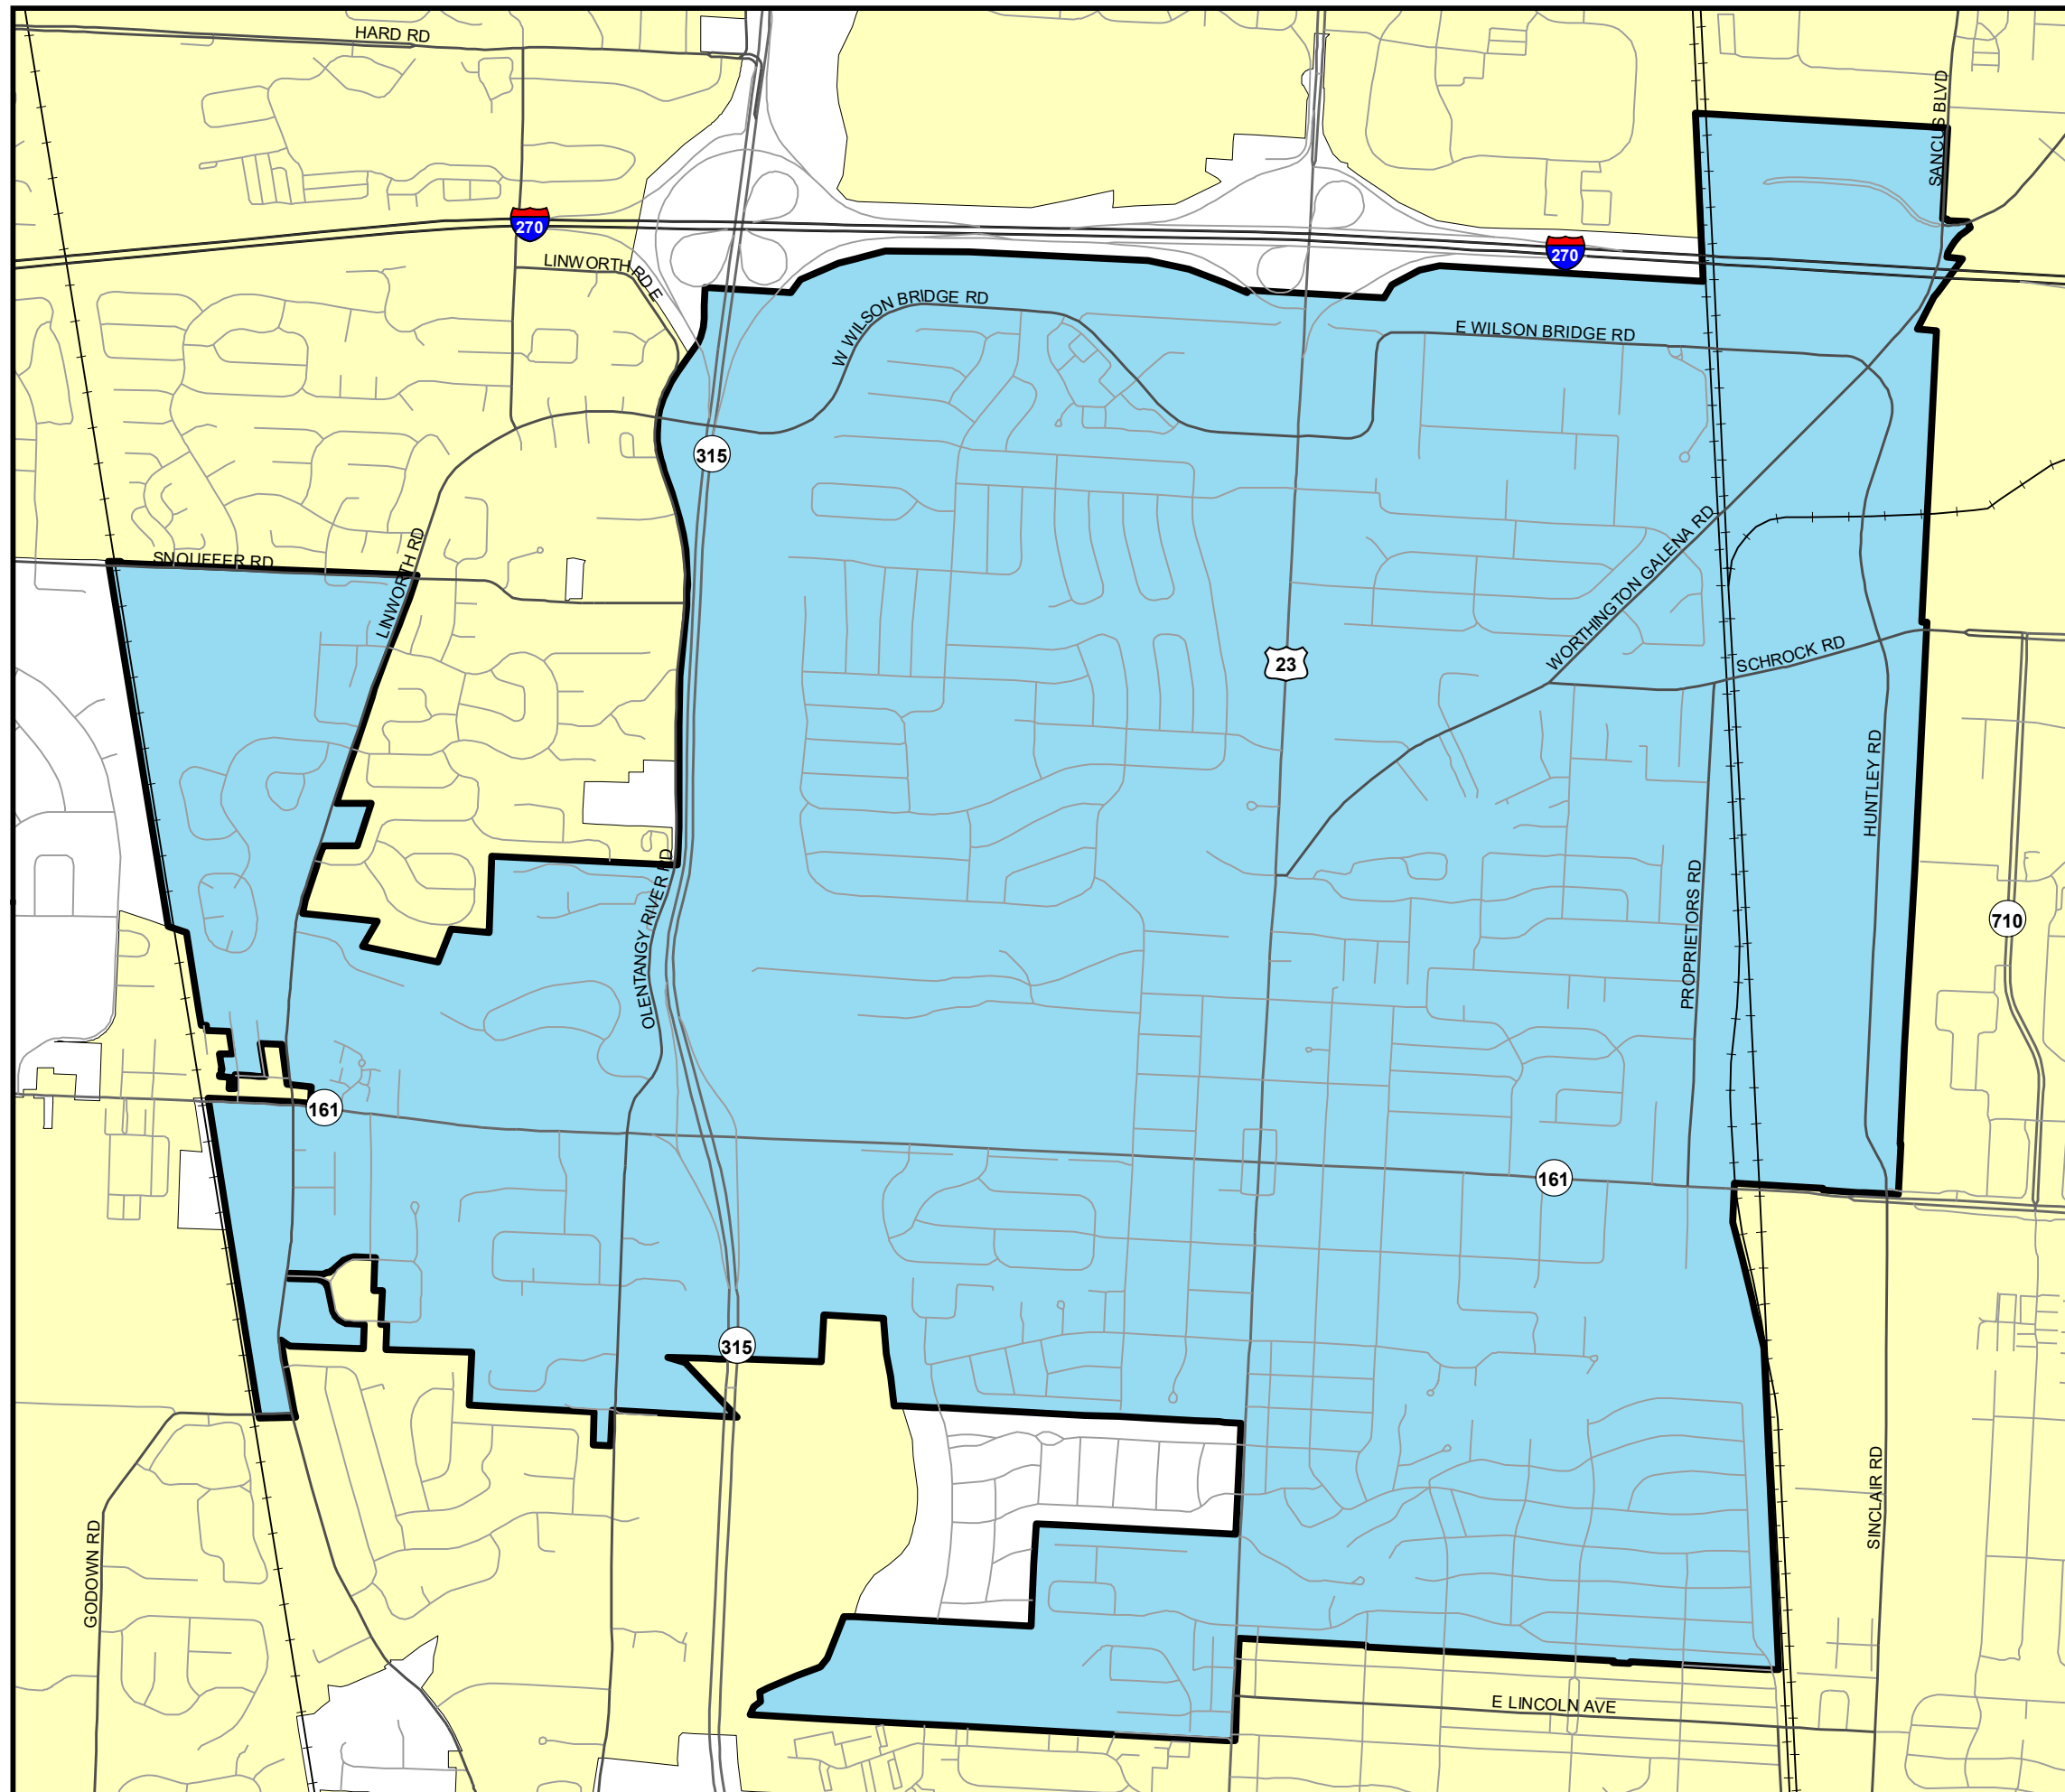 HARD RD
SANCUS BLVD
270
270
LINWORTH RD E
W WILSON BRIDGE RD
E WILSON BRIDGE RD
315
SNOUFFER RD
LINWORTH RD
WORTHINGTON GALENA RD
23
SCHROCK RD
HUNTLEY RD
OLENTANGY RIVER RD
PROPRIETORS RD
710
161
161
315
SINCLAIR RD
GODOWN RD
E LINCOLN AVE